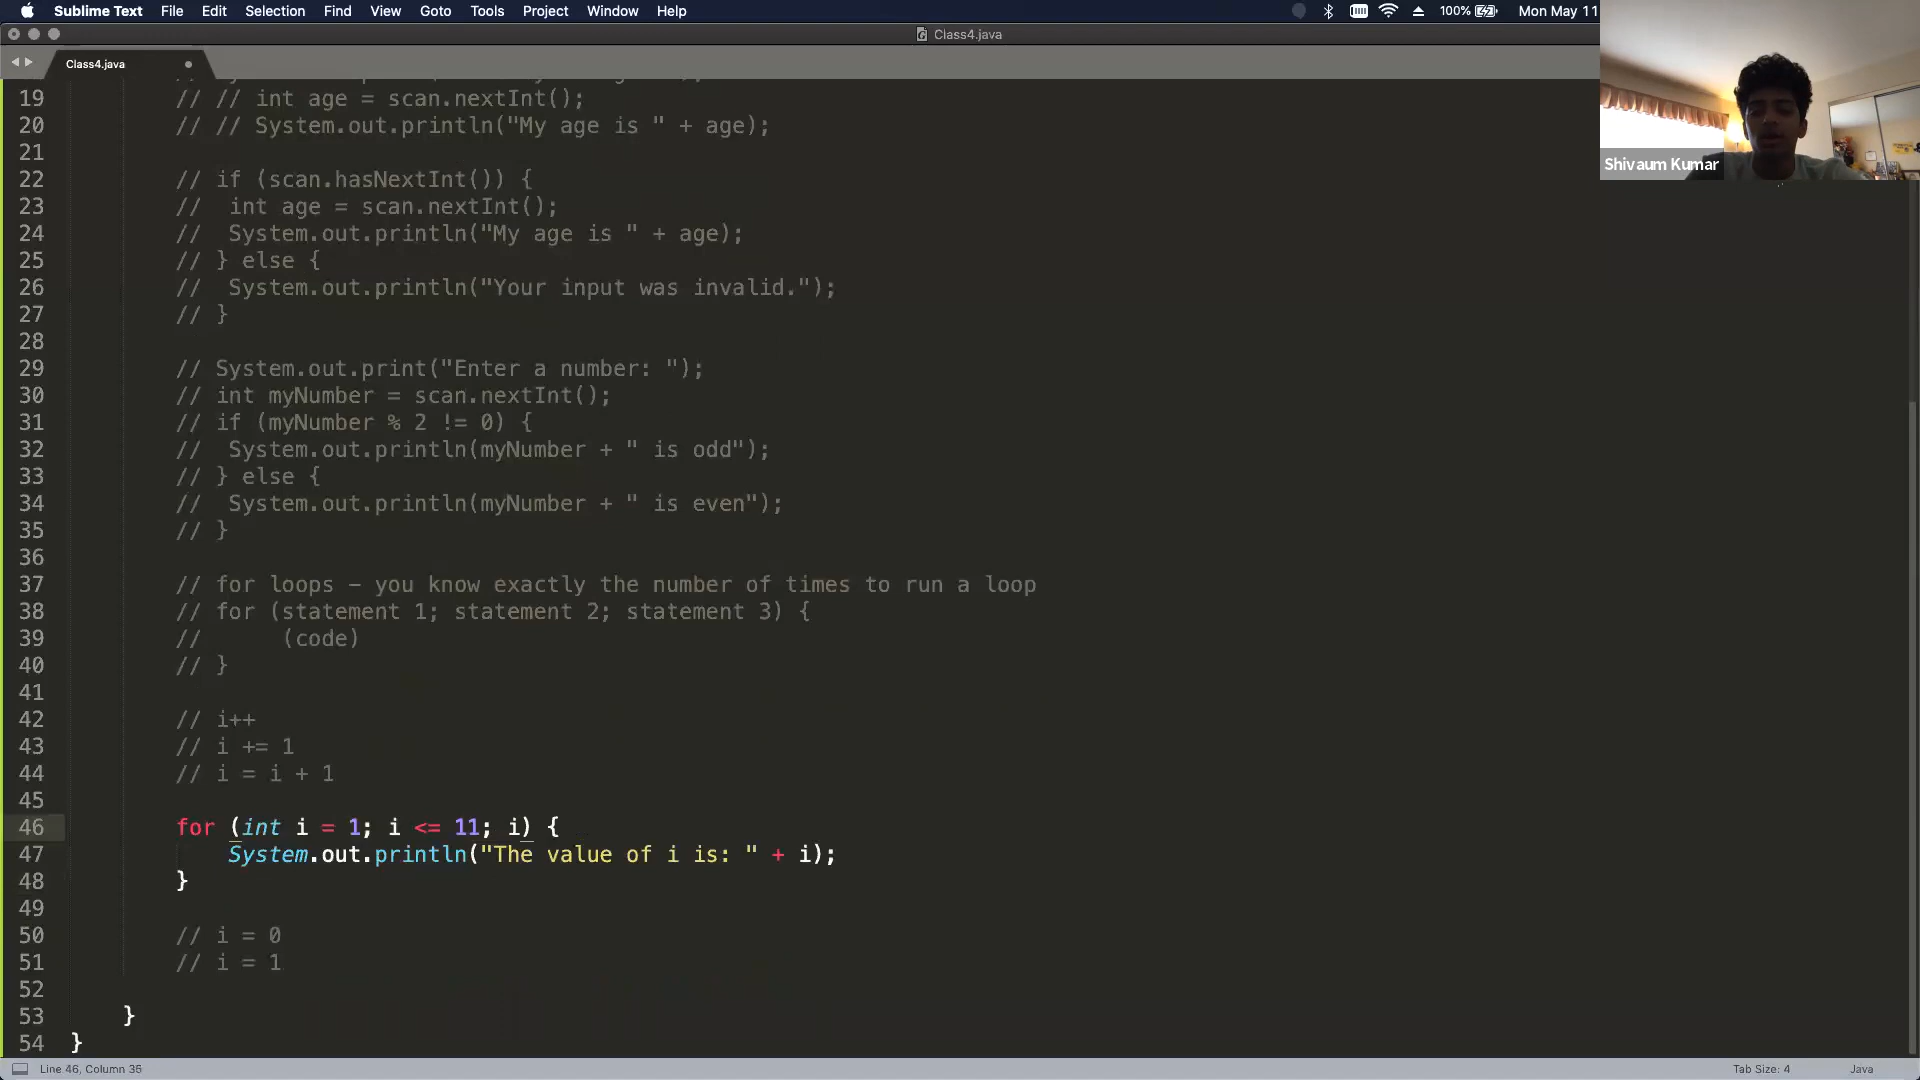 Sublime Text File Edit Selection Find View Goto Tools Project Window Help 100% Mon May 11
Class4.java
Class4.java
Shivaum Kumar
19 // // int age = scan.nextInt();
20 // // System.out.println("My age is " + age);
21
22 // if (scan.hasNextInt()) {
23 //  int age = scan.nextInt();
24 //  System.out.println("My age is " + age);
25 // } else {
26 //  System.out.println("Your input was invalid.");
27 // }
28
29 // System.out.print("Enter a number: ");
30 // int myNumber = scan.nextInt();
31 // if (myNumber % 2 != 0) {
32 //  System.out.println(myNumber + " is odd");
33 // } else {
34 //  System.out.println(myNumber + " is even");
35 // }
36
37 // for loops - you know exactly the number of times to run a loop
38 // for (statement 1; statement 2; statement 3) {
39 //      (code)
40 // }
41
42 // i++
43 // i += 1
44 // i = i + 1
45
46 for (int i = 1; i <= 11; i) {
47     System.out.println("The value of i is: " + i);
48 }
49
50 // i = 0
51 // i = 1
52
53 }
54 }
Line 46, Column 35 Tab Size: 4 Java